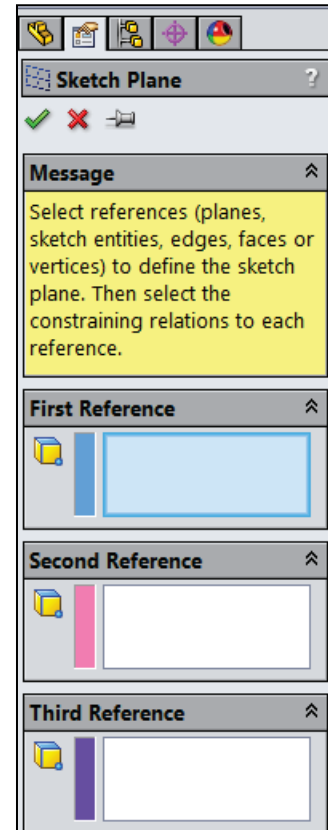 Sketch Plane ?
Message
Select references (planes,
sketch entities, edges, faces or
vertices) to define the sketch
plane. Then select the
constraining relations to each
reference.
First Reference
Second Reference
Third Reference